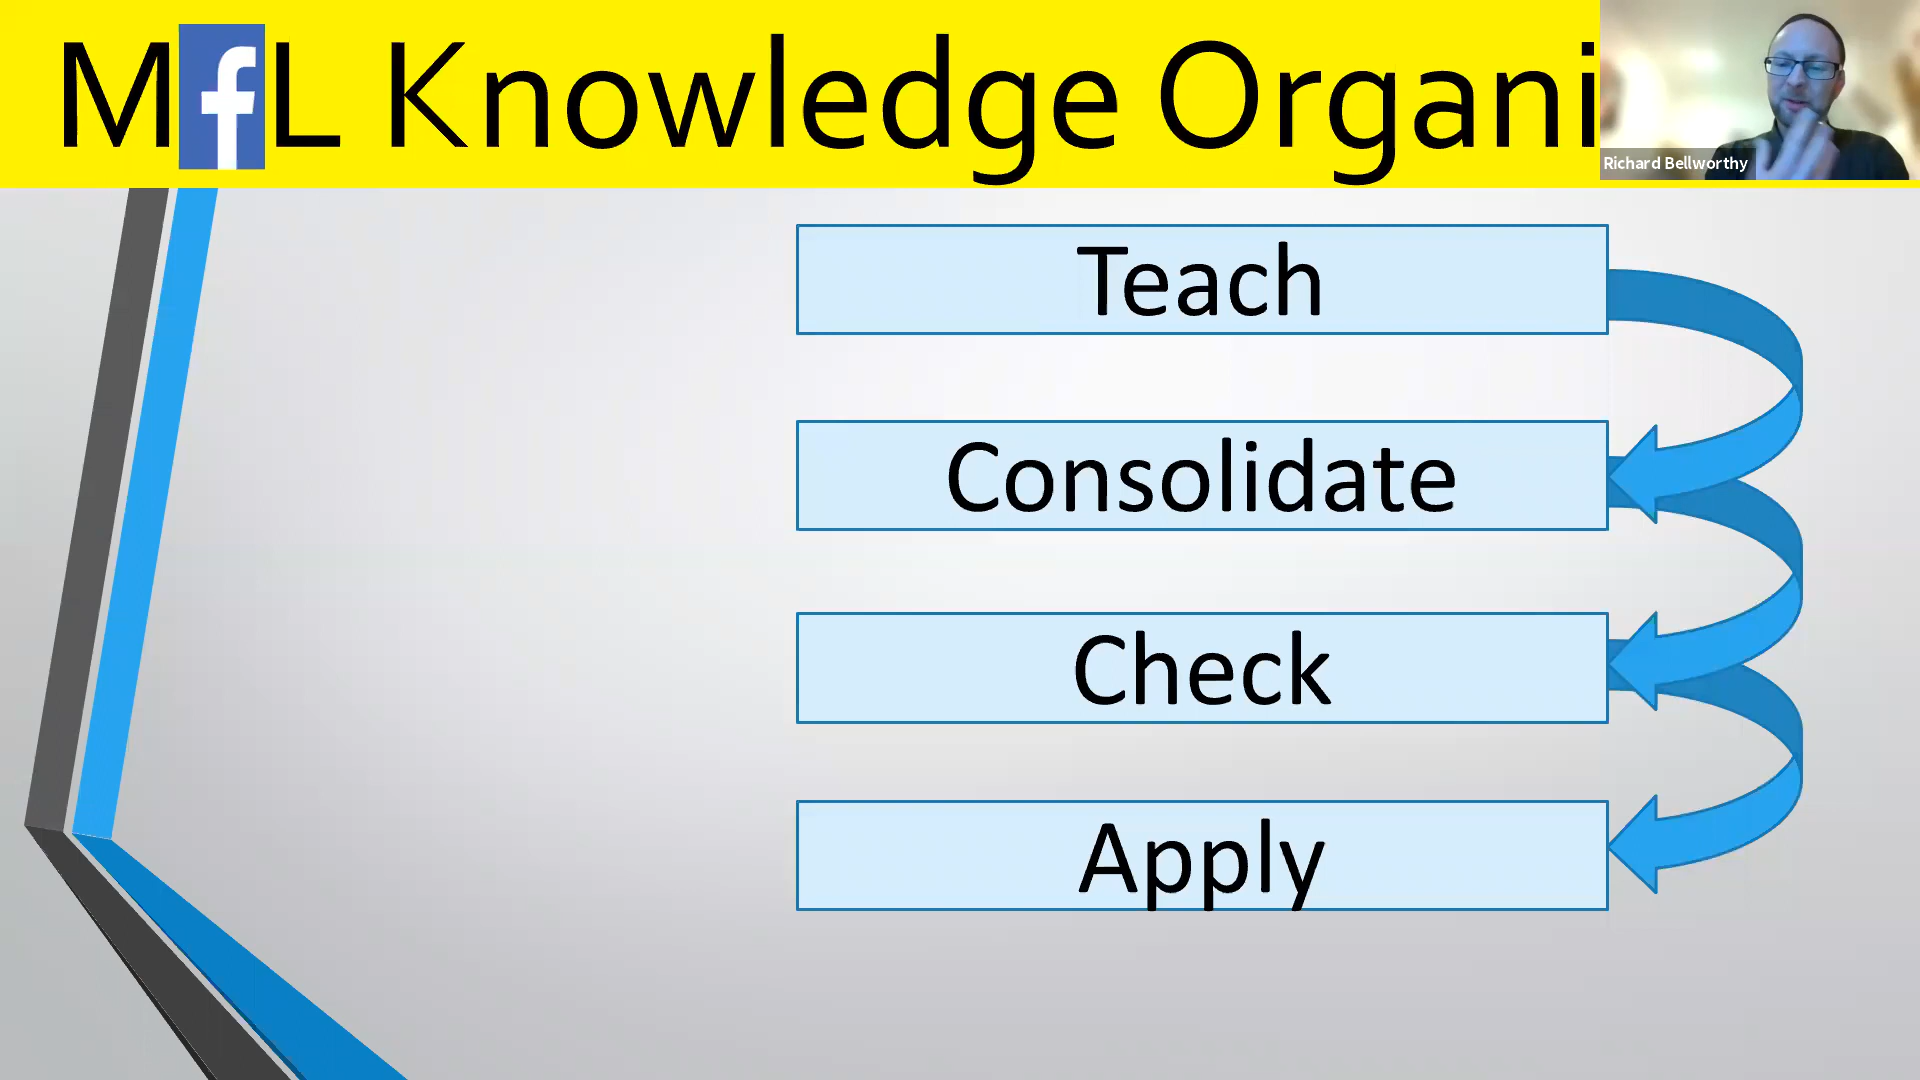 MfL Knowledge Organi
Richard Bellworthy
Teach
Consolidate
Check
Apply